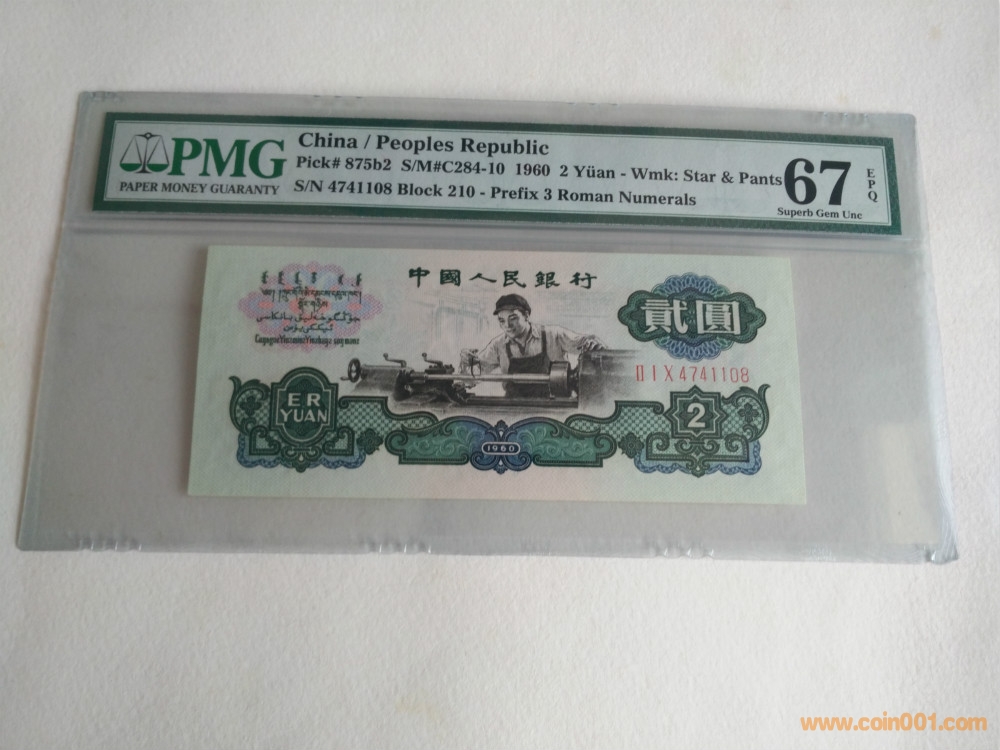 PMG
PAPER MONEY GUARANTY
China / Peoples Republic
Pick# 875b2 S/M#C284-10 1960 2 Yüan - Wmk: Star & Pants
S/N 4741108 Block 210 - Prefix 3 Roman Numerals
67
EPQ
Superb Gem Unc
中國人民銀行
貳圓
II I X 4741108
ER
YUAN
1960
2
www.coin001.com